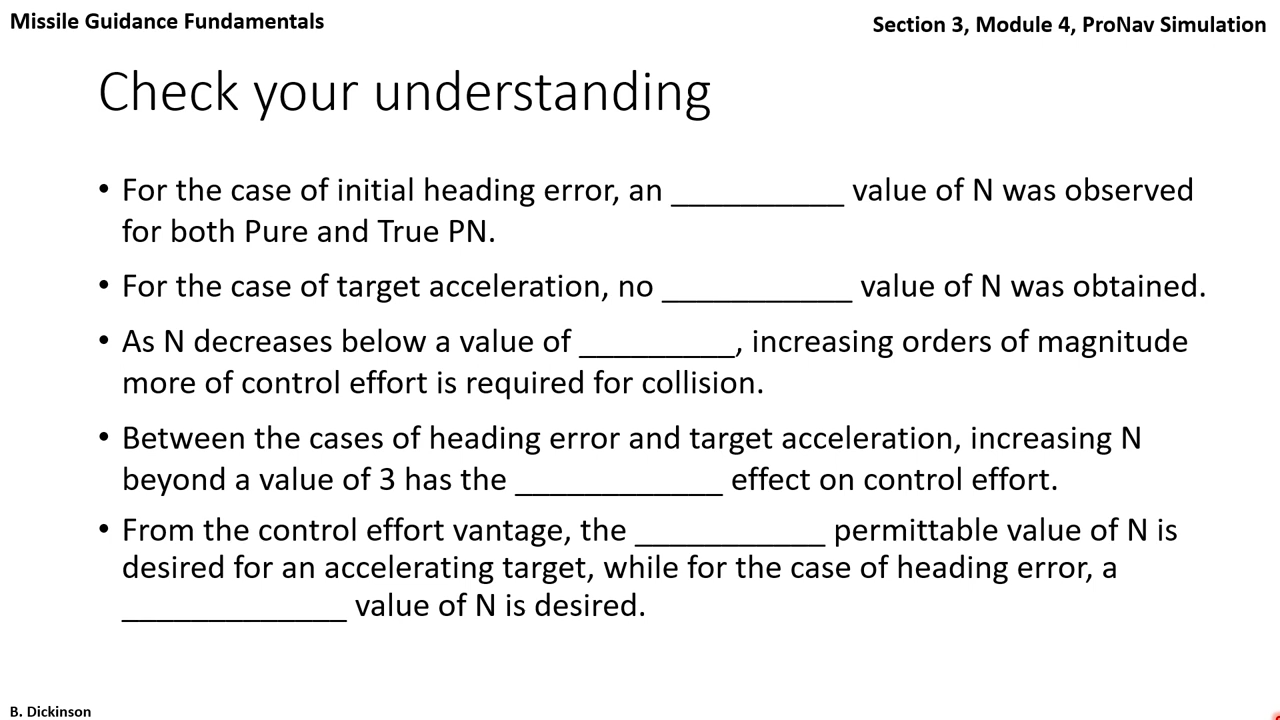 Missile Guidance Fundamentals
Section 3, Module 4, ProNav Simulation
Check your understanding
• For the case of initial heading error, an __________ value of N was observed
for both Pure and True PN.
• For the case of target acceleration, no ___________ value of N was obtained.
• As N decreases below a value of _________, increasing orders of magnitude
more of control effort is required for collision.
• Between the cases of heading error and target acceleration, increasing N
beyond a value of 3 has the ____________ effect on control effort.
• From the control effort vantage, the ___________ permittable value of N is
desired for an accelerating target, while for the case of heading error, a
_____________ value of N is desired.
B. Dickinson